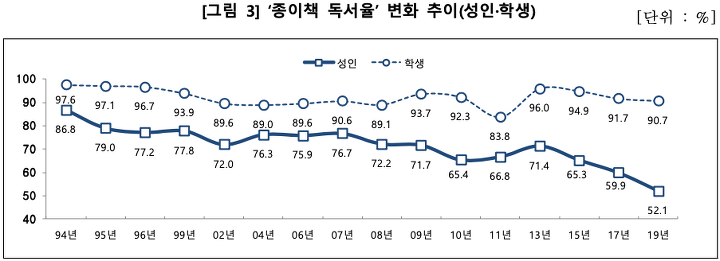 [그림 3] ‘종이책 독서율’ 변화 추이(성인·학생)
[단위 : %]
성인 학생
100
90
80
70
60
50
40
97.6 97.1 96.7 93.9 89.6 89.0 89.6 90.6 89.1 93.7 92.3 83.8 96.0 94.9 91.7 90.7
86.8 79.0 77.2 77.8 72.0 76.3 75.9 76.7 72.2 71.7 65.4 66.8 71.4 65.3 59.9 52.1
94년 95년 96년 99년 02년 04년 06년 07년 08년 09년 10년 11년 13년 15년 17년 19년